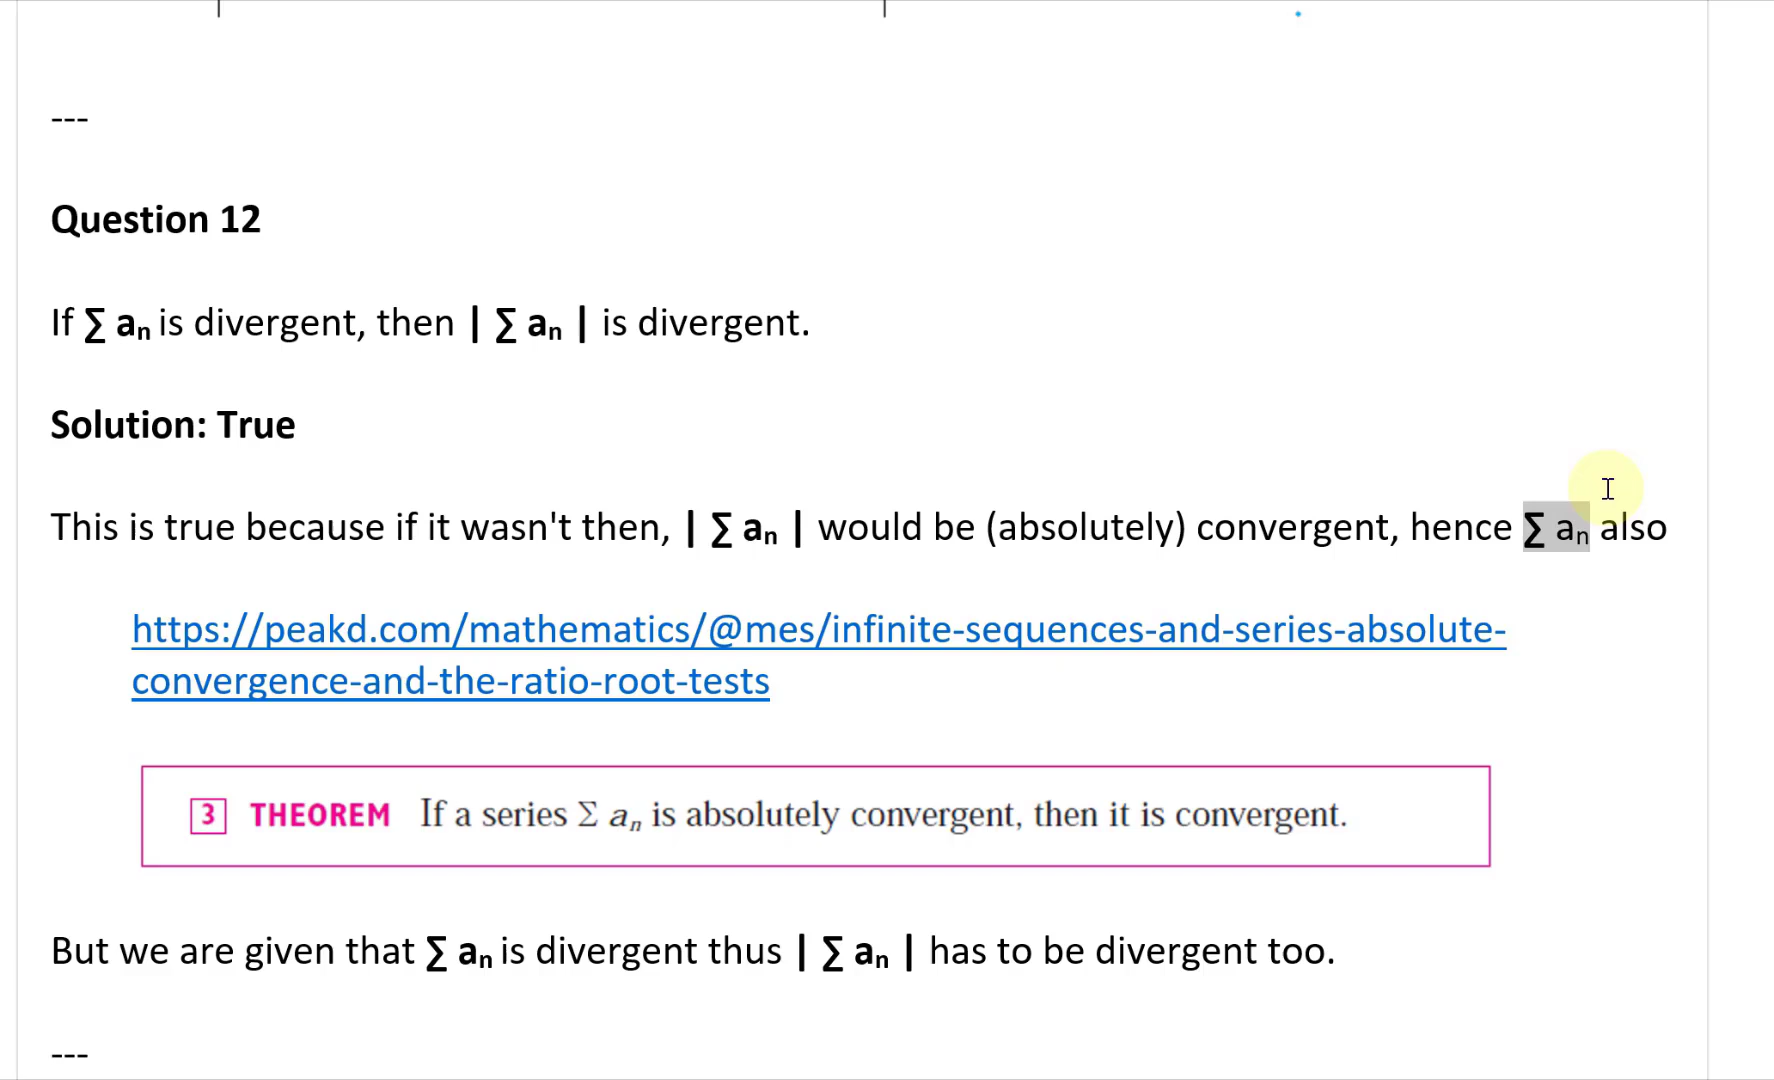 ---
Question 12
If ∑ aₙ is divergent, then | ∑ aₙ | is divergent.
Solution: True
This is true because if it wasn't then, | ∑ aₙ | would be (absolutely) convergent, hence ∑ aₙ also
https://peakd.com/mathematics/@mes/infinite-sequences-and-series-absolute-
convergence-and-the-ratio-root-tests
3 THEOREM If a series Σ aₙ is absolutely convergent, then it is convergent.
But we are given that ∑ aₙ is divergent thus | ∑ aₙ | has to be divergent too.
---